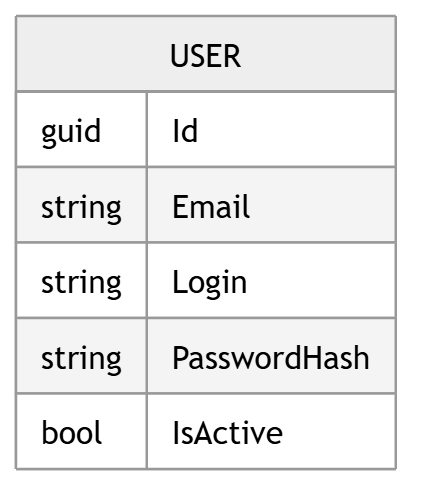 USER
guid Id
string Email
string Login
string PasswordHash
bool IsActive